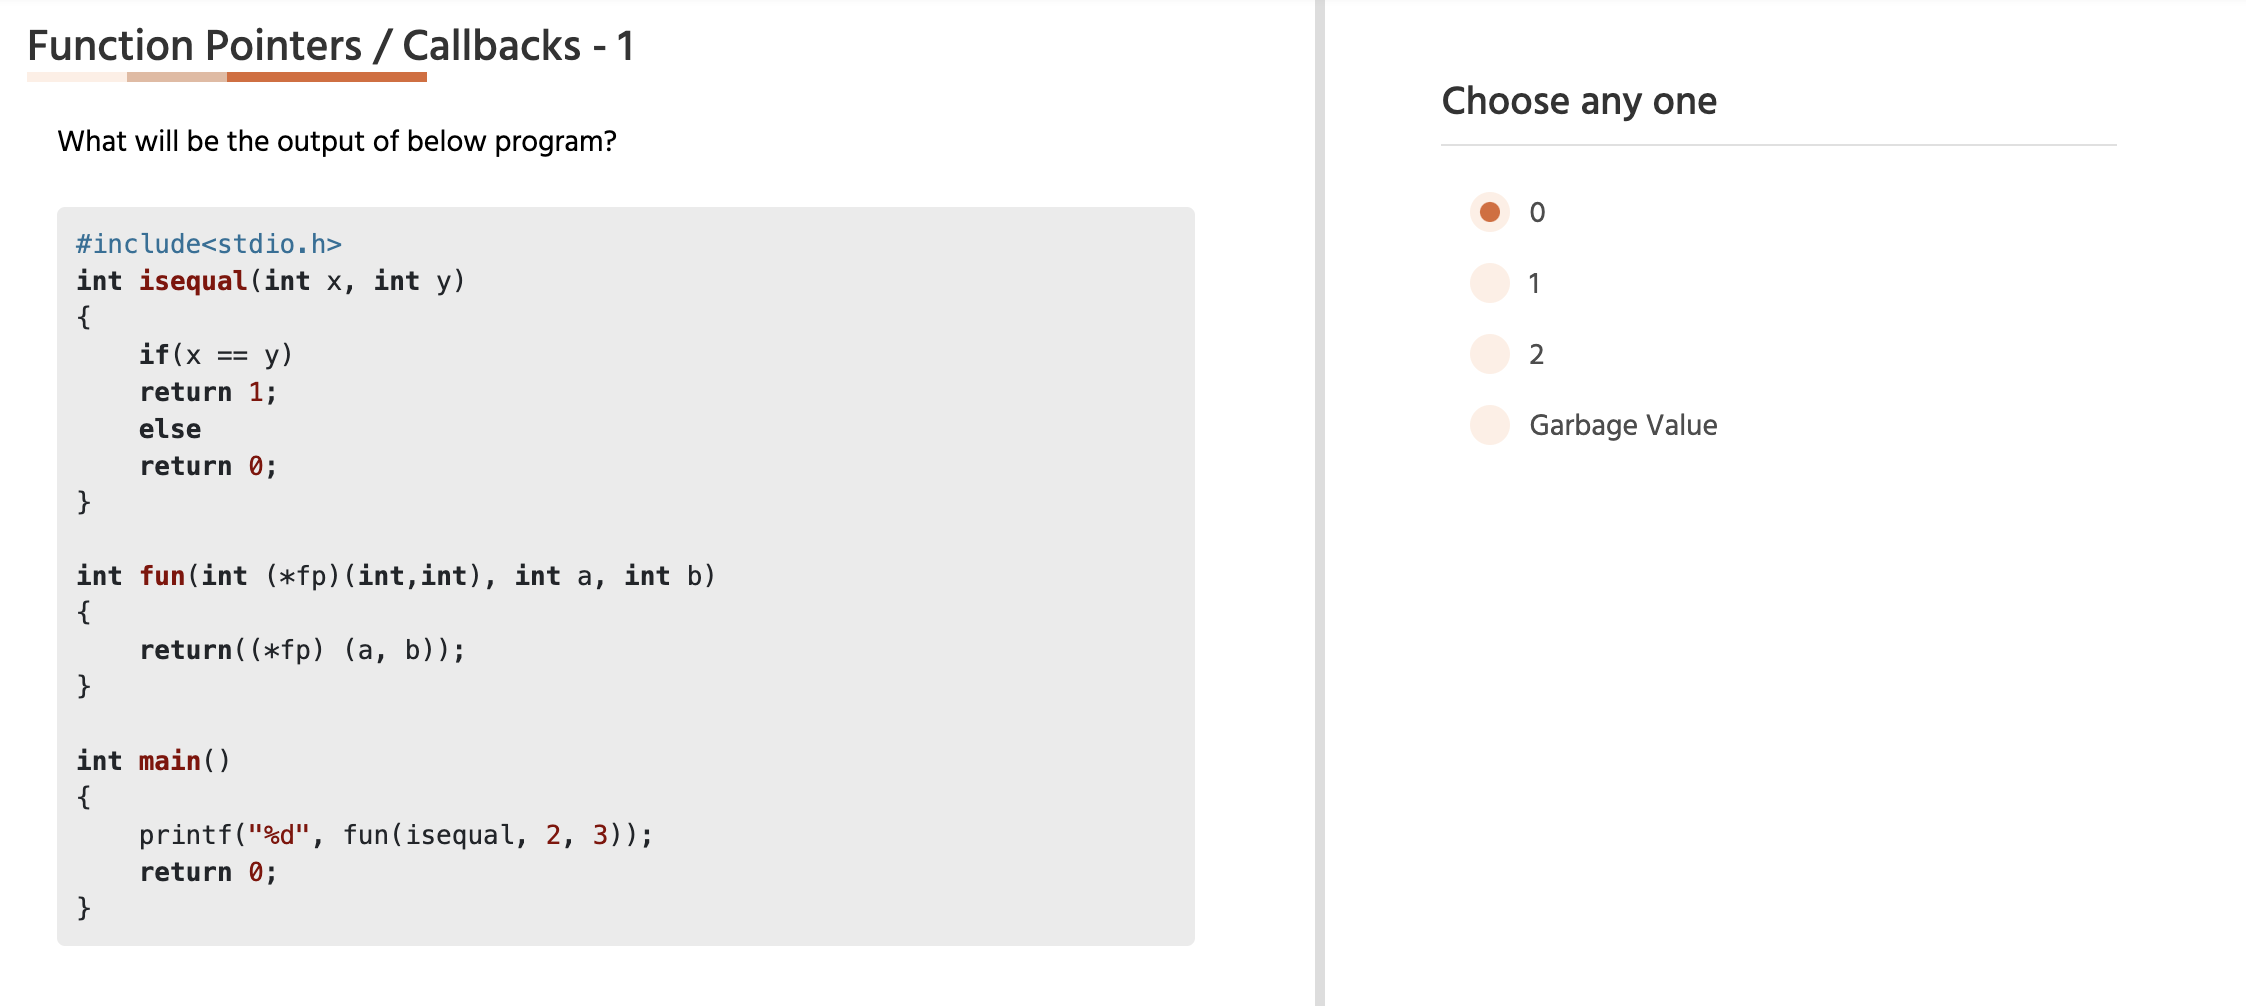 Function Pointers / Callbacks - 1
What will be the output of below program?
#include<stdio.h>
int isequal(int x, int y)
{
    if(x == y)
    return 1;
    else
    return 0;
}

int fun(int (*fp)(int,int), int a, int b)
{
    return((*fp) (a, b));
}

int main()
{
    printf("%d", fun(isequal, 2, 3));
    return 0;
}
Choose any one
0
1
2
Garbage Value